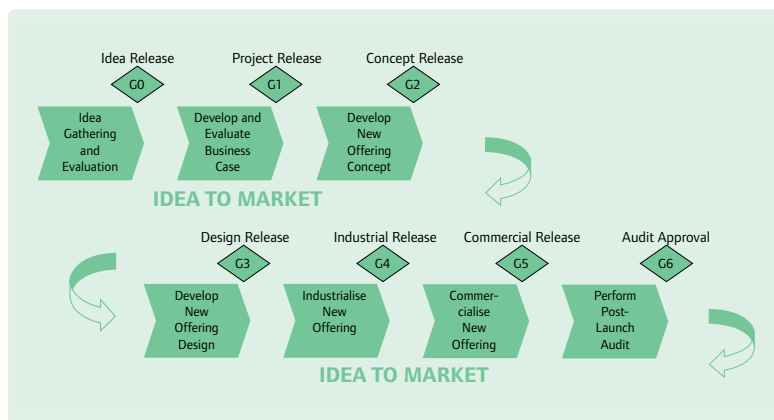 Idea Release
Project Release
Concept Release
G0
G1
G2
Idea
Gathering
and
Evaluation
Develop and
Evaluate
Business
Case
Develop
New
Offering
Concept
IDEA TO MARKET
Design Release
Industrial Release
Commercial Release
Audit Approval
G3
G4
G5
G6
Develop
New
Offering
Design
Industrialise
New
Offering
Commer-
cialise
New
Offering
Perform
Post-
Launch
Audit
IDEA TO MARKET